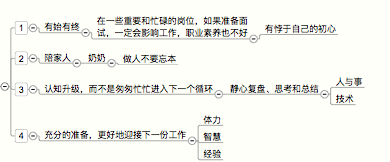 1
有始有终
在一些重要和忙碌的岗位，如果准备面
试，一定会影响工作，职业素养也不好
有悖于自己的初心
2
陪家人
奶奶
做人不要忘本
3
认知升级，而不是匆匆忙忙进入下一个循环
静心复盘、思考和总结
人与事
技术
4
充分的准备，更好地迎接下一份工作
体力
智慧
经验